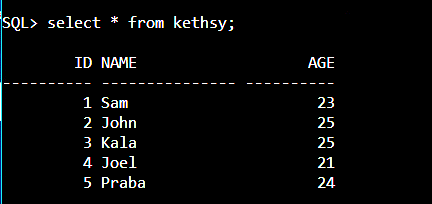 SQL> select * from kethsy;
ID NAME AGE
---------- --------------- ----------
1 Sam 23
2 John 25
3 Kala 25
4 Joel 21
5 Praba 24